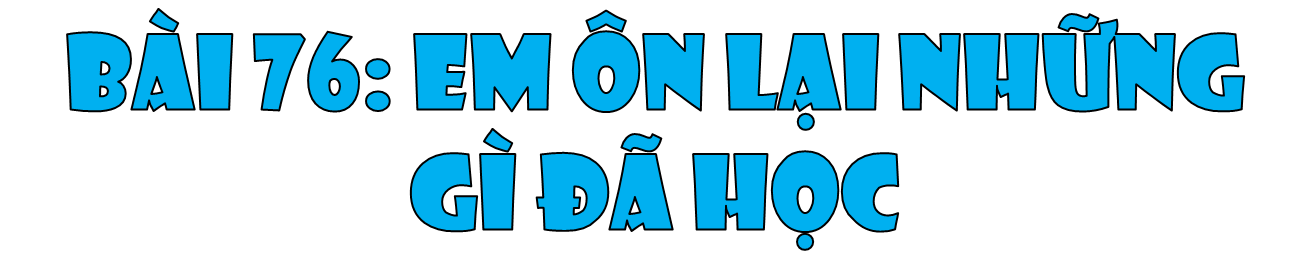 BÀI 76: EM ÔN LẠI NHỮNG
GÌ ĐÃ HỌC